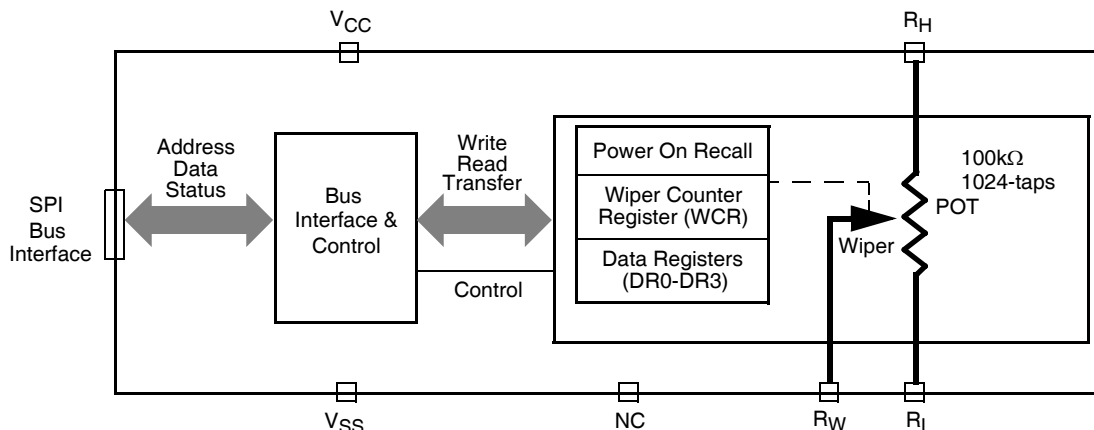 VCC
RH
Address
Data
Status
Write
Read
Transfer
Power On Recall
100kΩ
1024-taps
SPI
Bus
Interface
Bus
Interface &
Control
Wiper Counter
Register (WCR)
POT
Wiper
Data Registers
(DR0-DR3)
Control
VSS
NC
RW
RL